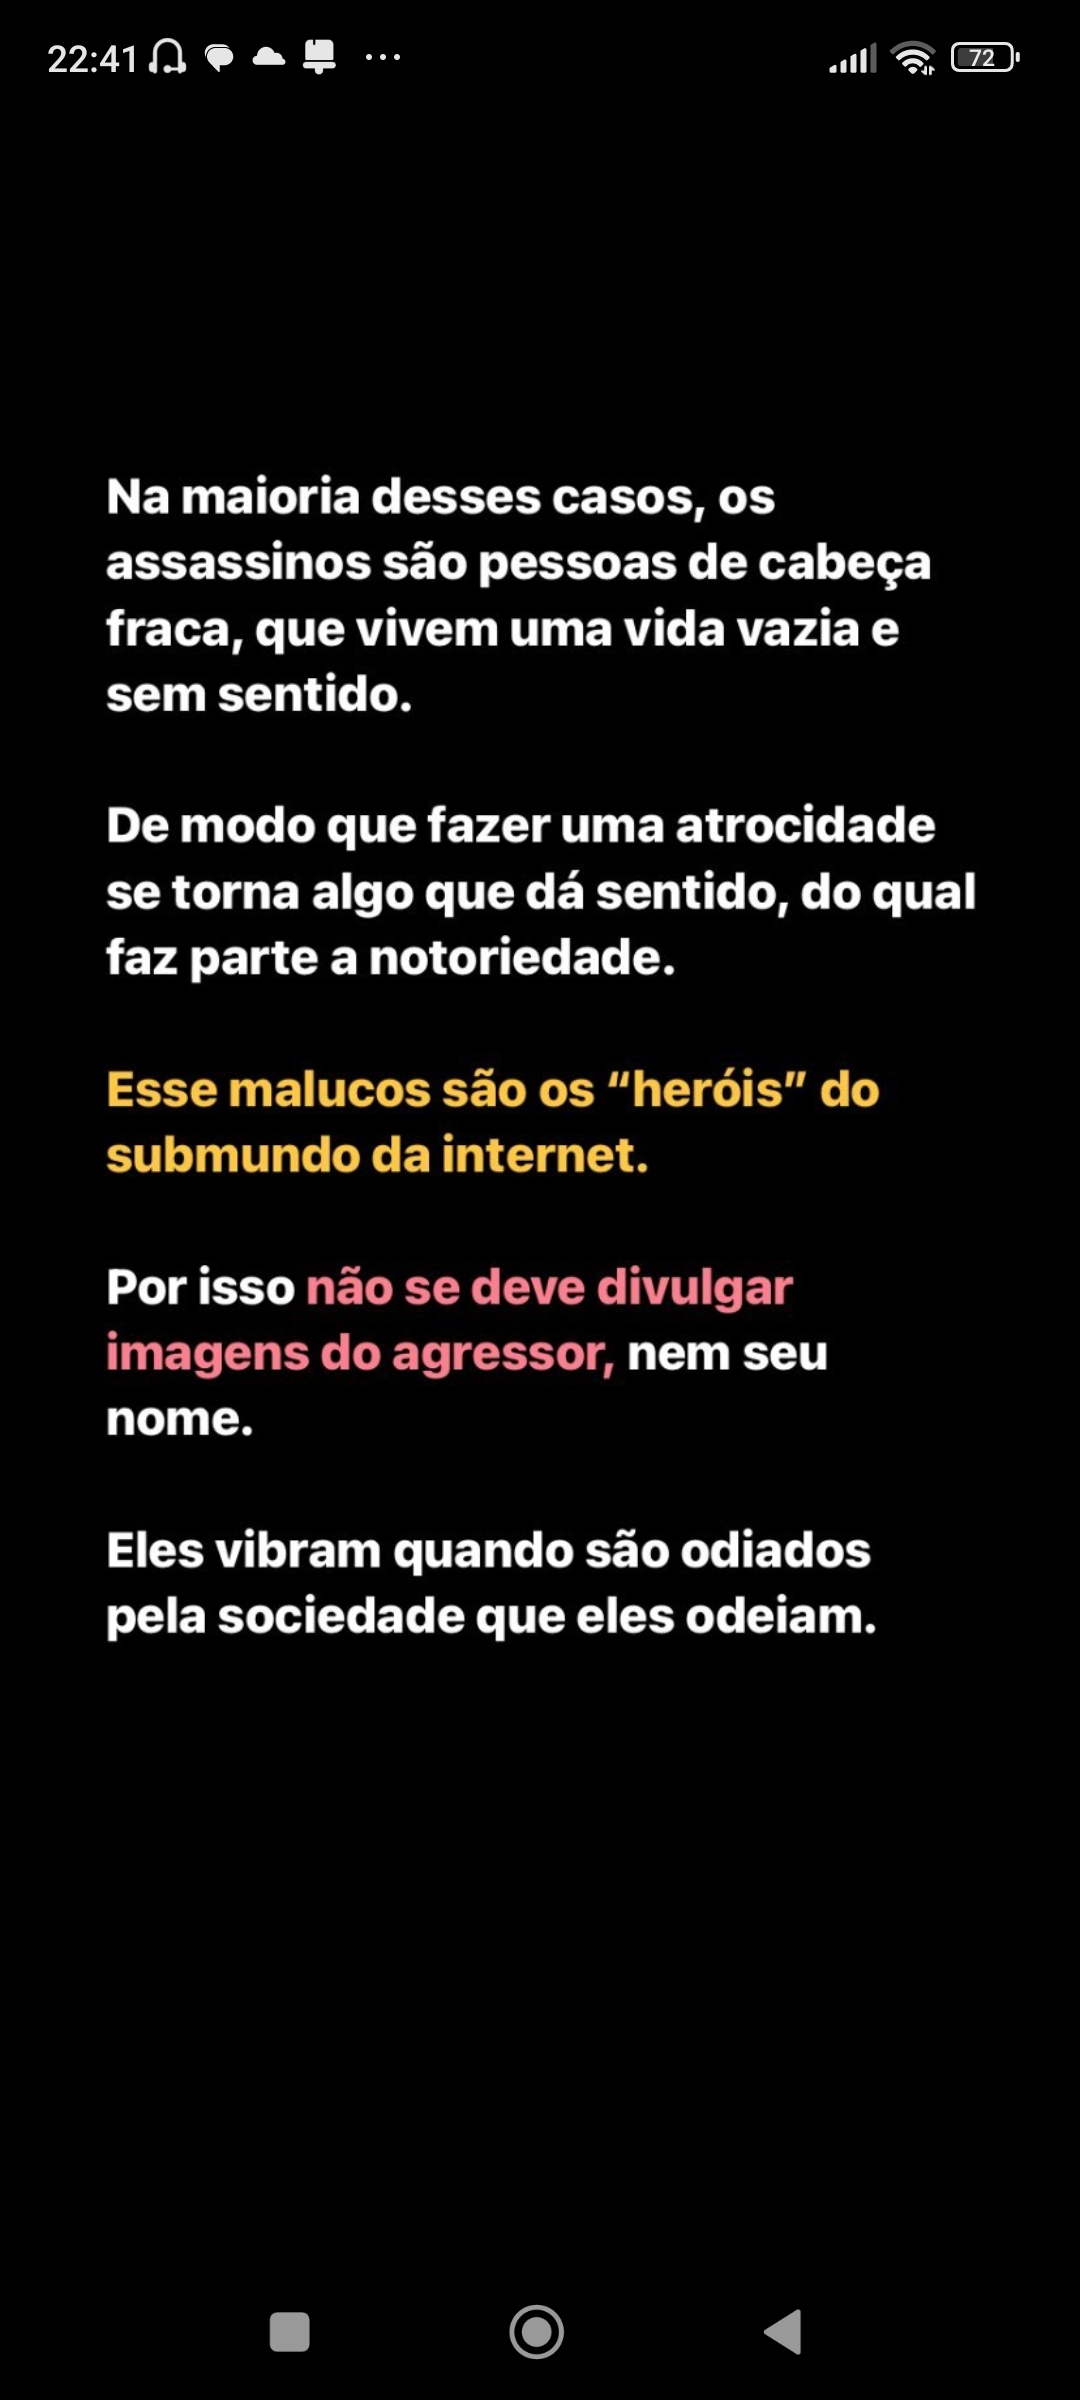 22:41
72
Na maioria desses casos, os
assassinos são pessoas de cabeça
fraca, que vivem uma vida vazia e
sem sentido.
De modo que fazer uma atrocidade
se torna algo que dá sentido, do qual
faz parte a notoriedade.
Esse malucos são os “heróis” do
submundo da internet.
Por isso não se deve divulgar
imagens do agressor, nem seu
nome.
Eles vibram quando são odiados
pela sociedade que eles odeiam.